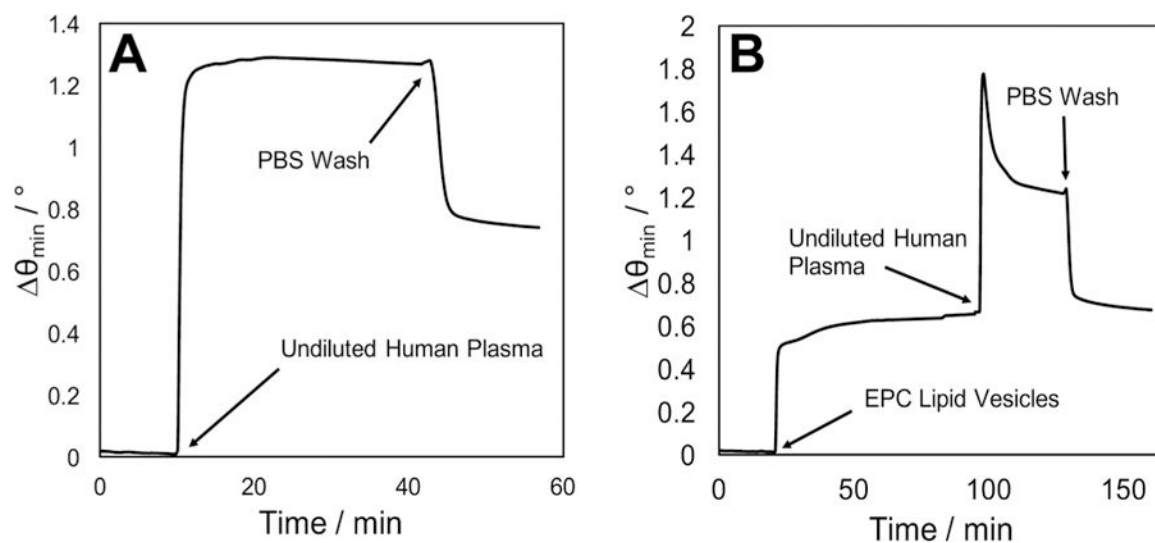 A
1.4
1.2
1
0.8
0.6
0.4
0.2
0
Δθmin / °
PBS Wash
Undiluted Human Plasma
0 20 40 60
Time / min
B
2
1.8
1.6
1.4
1.2
1
0.8
0.6
0.4
0.2
0
Δθmin / °
PBS Wash
Undiluted Human
Plasma
EPC Lipid Vesicles
0 50 100 150
Time / min